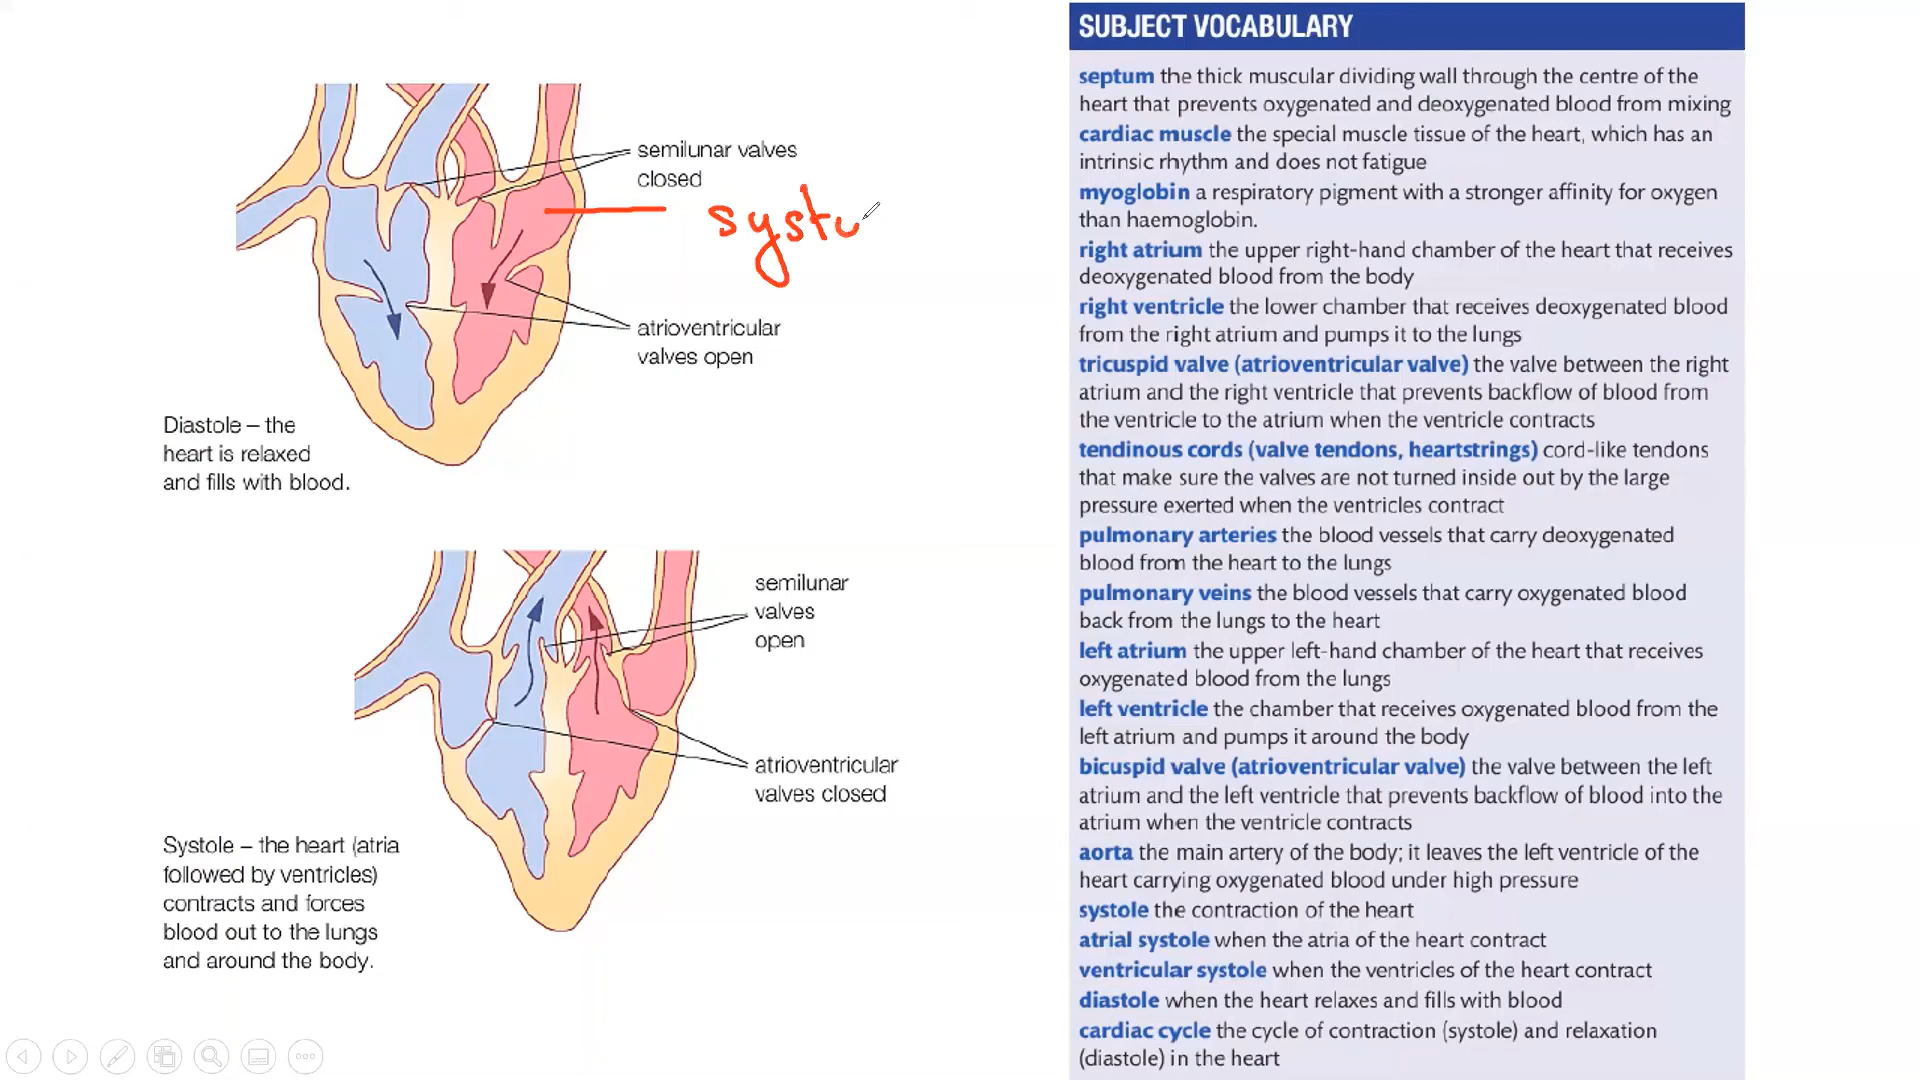 semilunar valves
closed
atrioventricular
valves open
Diastole – the
heart is relaxed
and fills with blood.
semilunar
valves
open
atrioventricular
valves closed
Systole – the heart (atria
followed by ventricles)
contracts and forces
blood out to the lungs
and around the body.
SUBJECT VOCABULARY
septum the thick muscular dividing wall through the centre of the
heart that prevents oxygenated and deoxygenated blood from mixing
cardiac muscle the special muscle tissue of the heart, which has an
intrinsic rhythm and does not fatigue
myoglobin a respiratory pigment with a stronger affinity for oxygen
than haemoglobin.
right atrium the upper right-hand chamber of the heart that receives
deoxygenated blood from the body
right ventricle the lower chamber that receives deoxygenated blood
from the right atrium and pumps it to the lungs
tricuspid valve (atrioventricular valve) the valve between the right
atrium and the right ventricle that prevents backflow of blood from
the ventricle to the atrium when the ventricle contracts
tendinous cords (valve tendons, heartstrings) cord-like tendons
that make sure the valves are not turned inside out by the large
pressure exerted when the ventricles contract
pulmonary arteries the blood vessels that carry deoxygenated
blood from the heart to the lungs
pulmonary veins the blood vessels that carry oxygenated blood
back from the lungs to the heart
left atrium the upper left-hand chamber of the heart that receives
oxygenated blood from the lungs
left ventricle the chamber that receives oxygenated blood from the
left atrium and pumps it around the body
bicuspid valve (atrioventricular valve) the valve between the left
atrium and the left ventricle that prevents backflow of blood into the
atrium when the ventricle contracts
aorta the main artery of the body; it leaves the left ventricle of the
heart carrying oxygenated blood under high pressure
systole the contraction of the heart
atrial systole when the atria of the heart contract
ventricular systole when the ventricles of the heart contract
diastole when the heart relaxes and fills with blood
cardiac cycle the cycle of contraction (systole) and relaxation
(diastole) in the heart